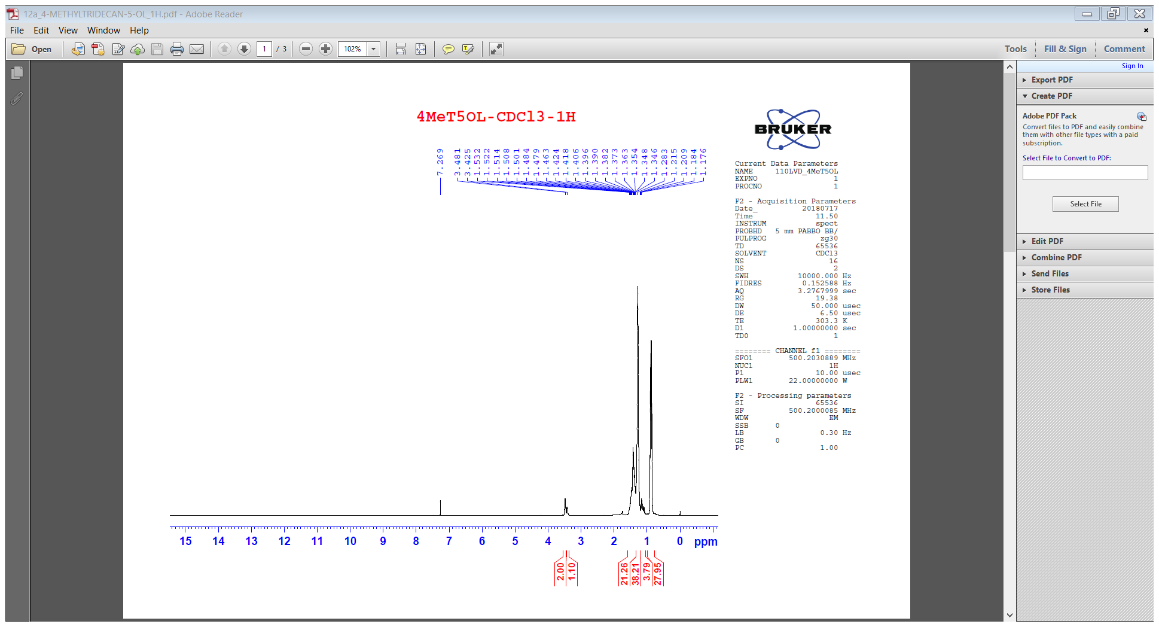 12a_4-METHYLTRIDECAN-5-OL_1H.pdf - Adobe Reader
File Edit View Window Help
Open 1 / 3 102% Tools Fill & Sign Comment
Sign In
Export PDF
Create PDF
Adobe PDF Pack
Convert files to PDF and easily combine
them with other file types with a paid
subscription.
Select File to Convert to PDF:
Select File
Edit PDF
Combine PDF
Send Files
Store Files
4MeT5OL-CDCl3-1H
7.269
3.481
3.425
1.532
1.522
1.514
1.508
1.501
1.484
1.479
1.463
1.424
1.418
1.406
1.396
1.390
1.382
1.373
1.363
1.354
1.348
1.346
1.283
1.215
1.209
1.184
1.176
BRUKER
Current Data Parameters
NAME 110LVD_4MeT5OL
EXPNO 1
PROCNO 1
F2 - Acquisition Parameters
Date_ 20180717
Time 11.50
INSTRUM spect
PROBHD 5 mm PABBO BB/
PULPROG zg30
TD 65536
SOLVENT CDCl3
NS 16
DS 2
SWH 10000.000 Hz
FIDRES 0.152588 Hz
AQ 3.2767999 sec
RG 19.38
DW 50.000 usec
DE 6.50 usec
TE 303.3 K
D1 1.00000000 sec
TD0 1
======== CHANNEL f1 ========
SFO1 500.2030889 MHz
NUC1 1H
P1 10.00 usec
PLW1 22.00000000 W
F2 - Processing parameters
SI 65536
SF 500.2000085 MHz
WDW EM
SSB 0
LB 0.30 Hz
GB 0
PC 1.00
15 14 13 12 11 10 9 8 7 6 5 4 3 2 1 0 ppm
2.00
1.10
21.26
38.21
3.79
27.95